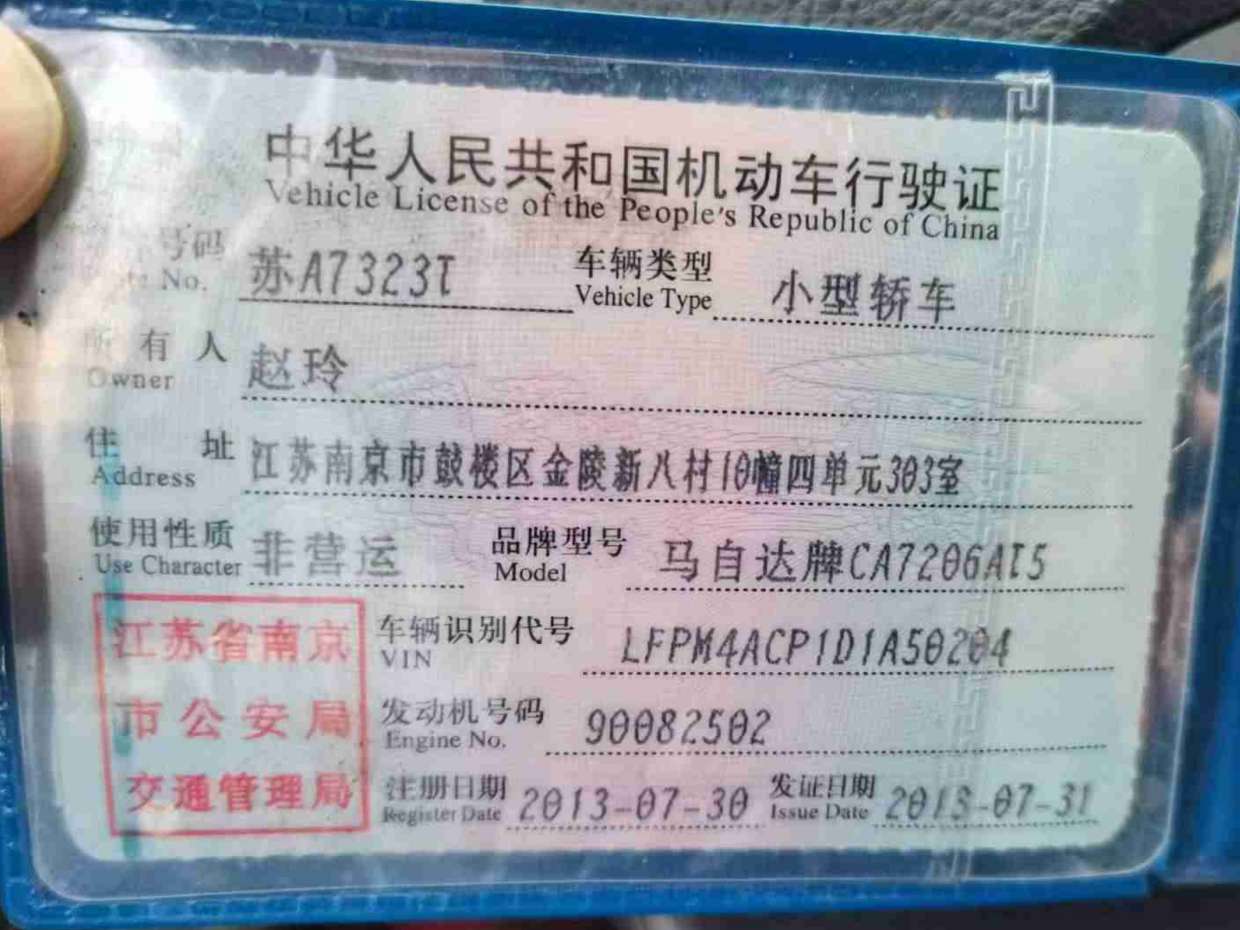 中华人民共和国机动车行驶证
Vehicle License of the People's Republic of China
号码 苏A7323T 车辆类型 小型轿车
No. Vehicle Type
所有人 赵玲
Owner
住址 江苏南京市鼓楼区金陵新八村10幢四单元303室
Address
使用性质 非营运 品牌型号 马自达牌CA7206AT5
Use Character Model
江苏省南京
市公安局
交通管理局
车辆识别代号 LFPM4ACP1D1A50204
VIN
发动机号码 90082502
Engine No.
注册日期 2013-07-30 发证日期 2013-07-31
Register Date Issue Date